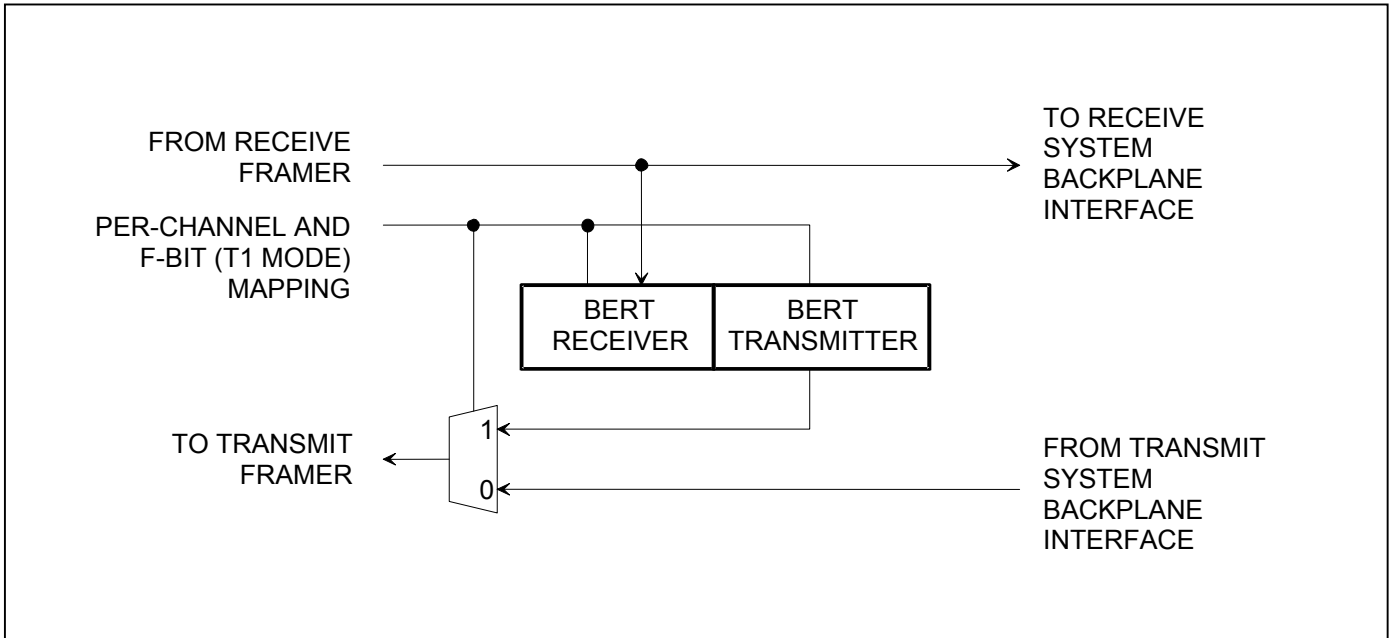 FROM RECEIVE
FRAMER
TO RECEIVE
SYSTEM
BACKPLANE
INTERFACE
PER-CHANNEL AND
F-BIT (T1 MODE)
MAPPING
BERT
RECEIVER
BERT
TRANSMITTER
1
0
TO TRANSMIT
FRAMER
FROM TRANSMIT
SYSTEM
BACKPLANE
INTERFACE